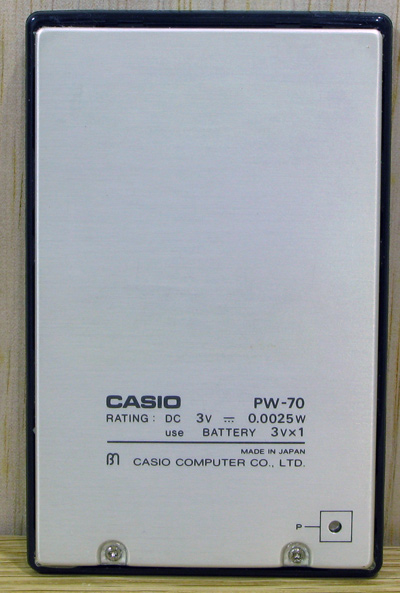 CASIO PW-70
RATING: DC 3V ⎓ 0.0025W
use BATTERY 3V×1
MADE IN JAPAN
CASIO COMPUTER CO., LTD.
P